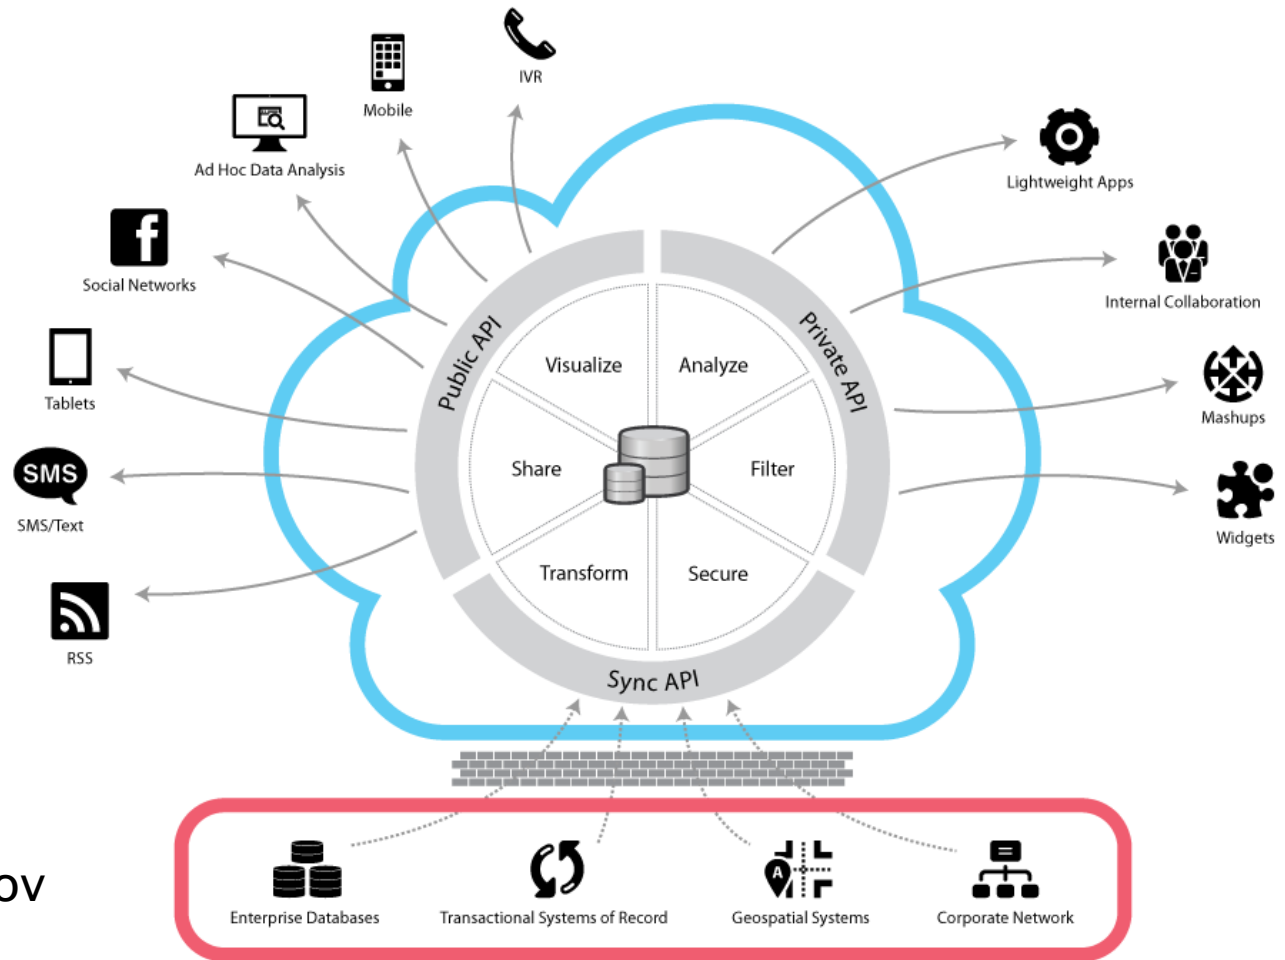 IVR
Mobile
Ad Hoc Data Analysis
Lightweight Apps
Social Networks
Internal Collaboration
Public API
Private API
Visualize
Analyze
Tablets
Mashups
Share
Filter
SMS
SMS/Text
Widgets
Transform
Secure
RSS
Sync API
A
ov
Enterprise Databases
Transactional Systems of Record
Geospatial Systems
Corporate Network